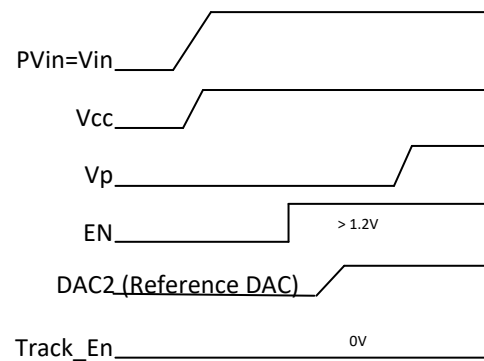 PVin=Vin
Vcc
Vp
EN
> 1.2V
DAC2 (Reference DAC)
Track_En
0V